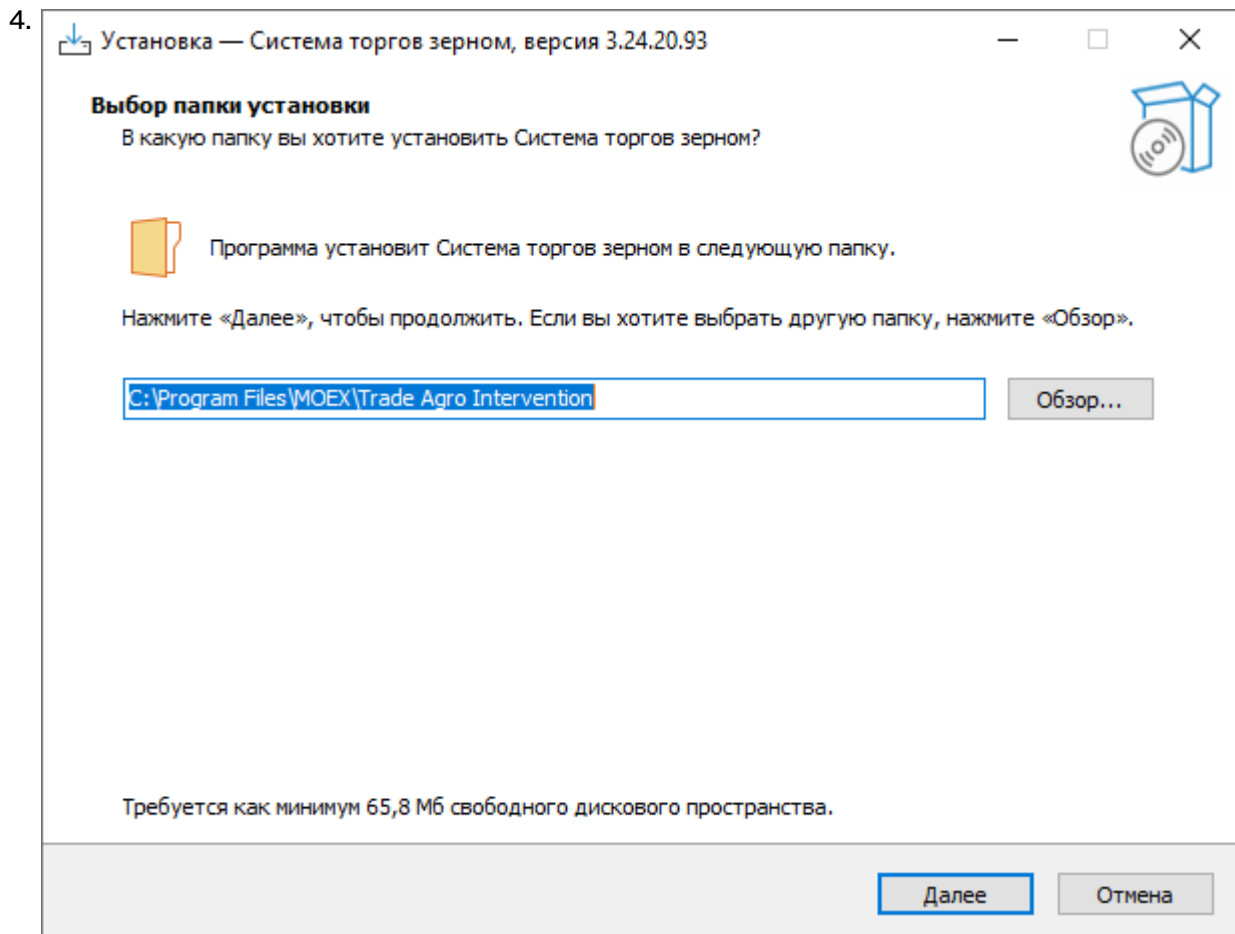 4.
Установка — Система торгов зерном, версия 3.24.20.93
Выбор папки установки
В какую папку вы хотите установить Система торгов зерном?
Программа установит Система торгов зерном в следующую папку.
Нажмите «Далее», чтобы продолжить. Если вы хотите выбрать другую папку, нажмите «Обзор».
C:\Program Files\MOEX\Trade Agro Intervention
Обзор...
Требуется как минимум 65,8 Мб свободного дискового пространства.
Далее
Отмена